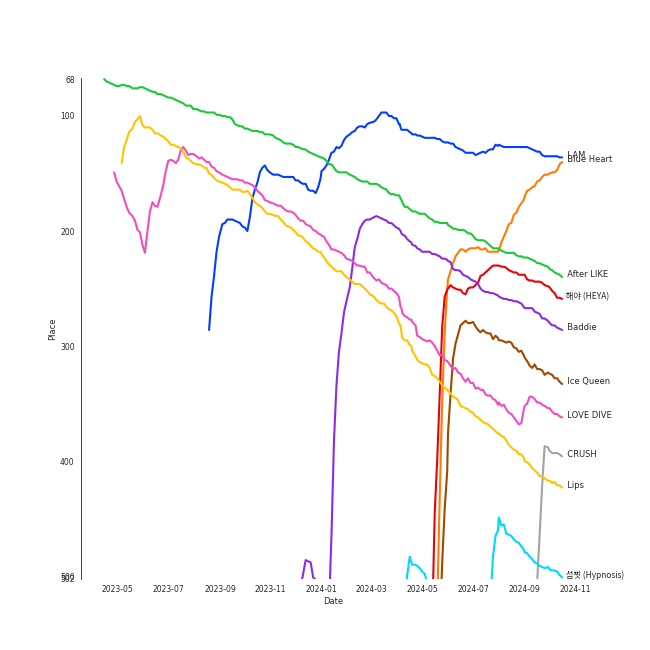 68
100
200
300
400
500
502
Place
I AM
Blue Heart
After LIKE
해야 (HEYA)
Baddie
Ice Queen
LOVE DIVE
CRUSH
Lips
섬찟 (Hypnosis)
2023-05 2023-07 2023-09 2023-11 2024-01 2024-03 2024-05 2024-07 2024-09 2024-11
Date